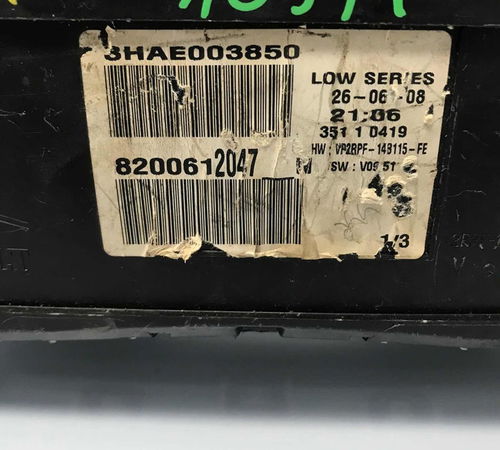 3HAE003850
LOW SERIES
26-06-08
21:06
351 1 0419
HW : VP2RPF-14B115-FE
SW : V09 51
8200612047 M
1/3